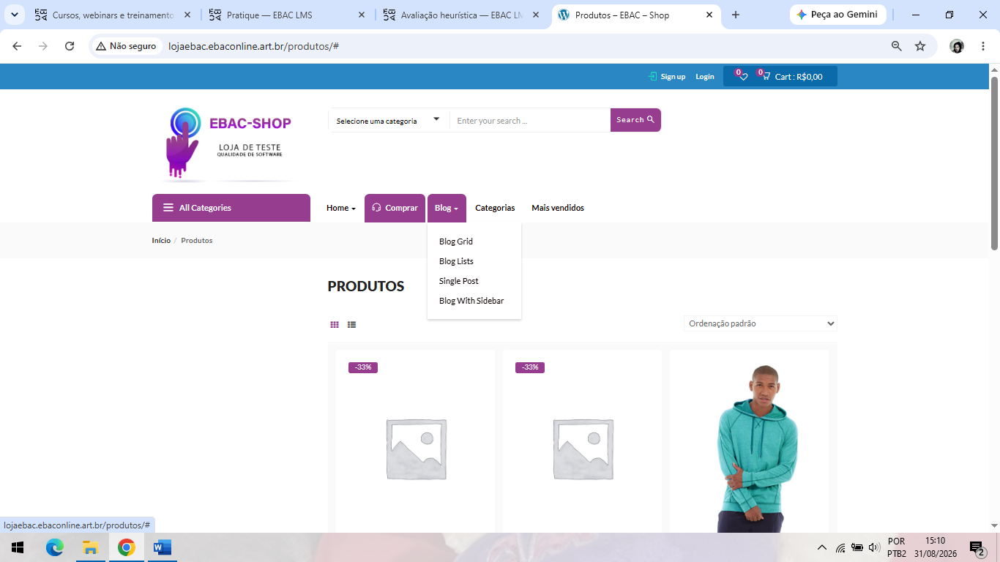 Cursos, webinars e treinamento
Pratique — EBAC LMS
Avaliação heurística — EBAC LM
Produtos – EBAC – Shop
Peça ao Gemini
Não seguro
lojaebac.ebaconline.art.br/produtos/#
Sign up
Login
0
0
Cart : R$0,00
EBAC-SHOP
LOJA DE TESTE
QUALIDADE DE SOFTWARE
Selecione uma categoria
Enter your search ...
Search
All Categories
Home
Comprar
Blog
Categorias
Mais vendidos
Início / Produtos
Blog Grid
Blog Lists
Single Post
Blog With Sidebar
PRODUTOS
Ordenação padrão
-33%
-33%
lojaebac.ebaconline.art.br/produtos/#
POR
PTB2
15:10
31/08/2026
2